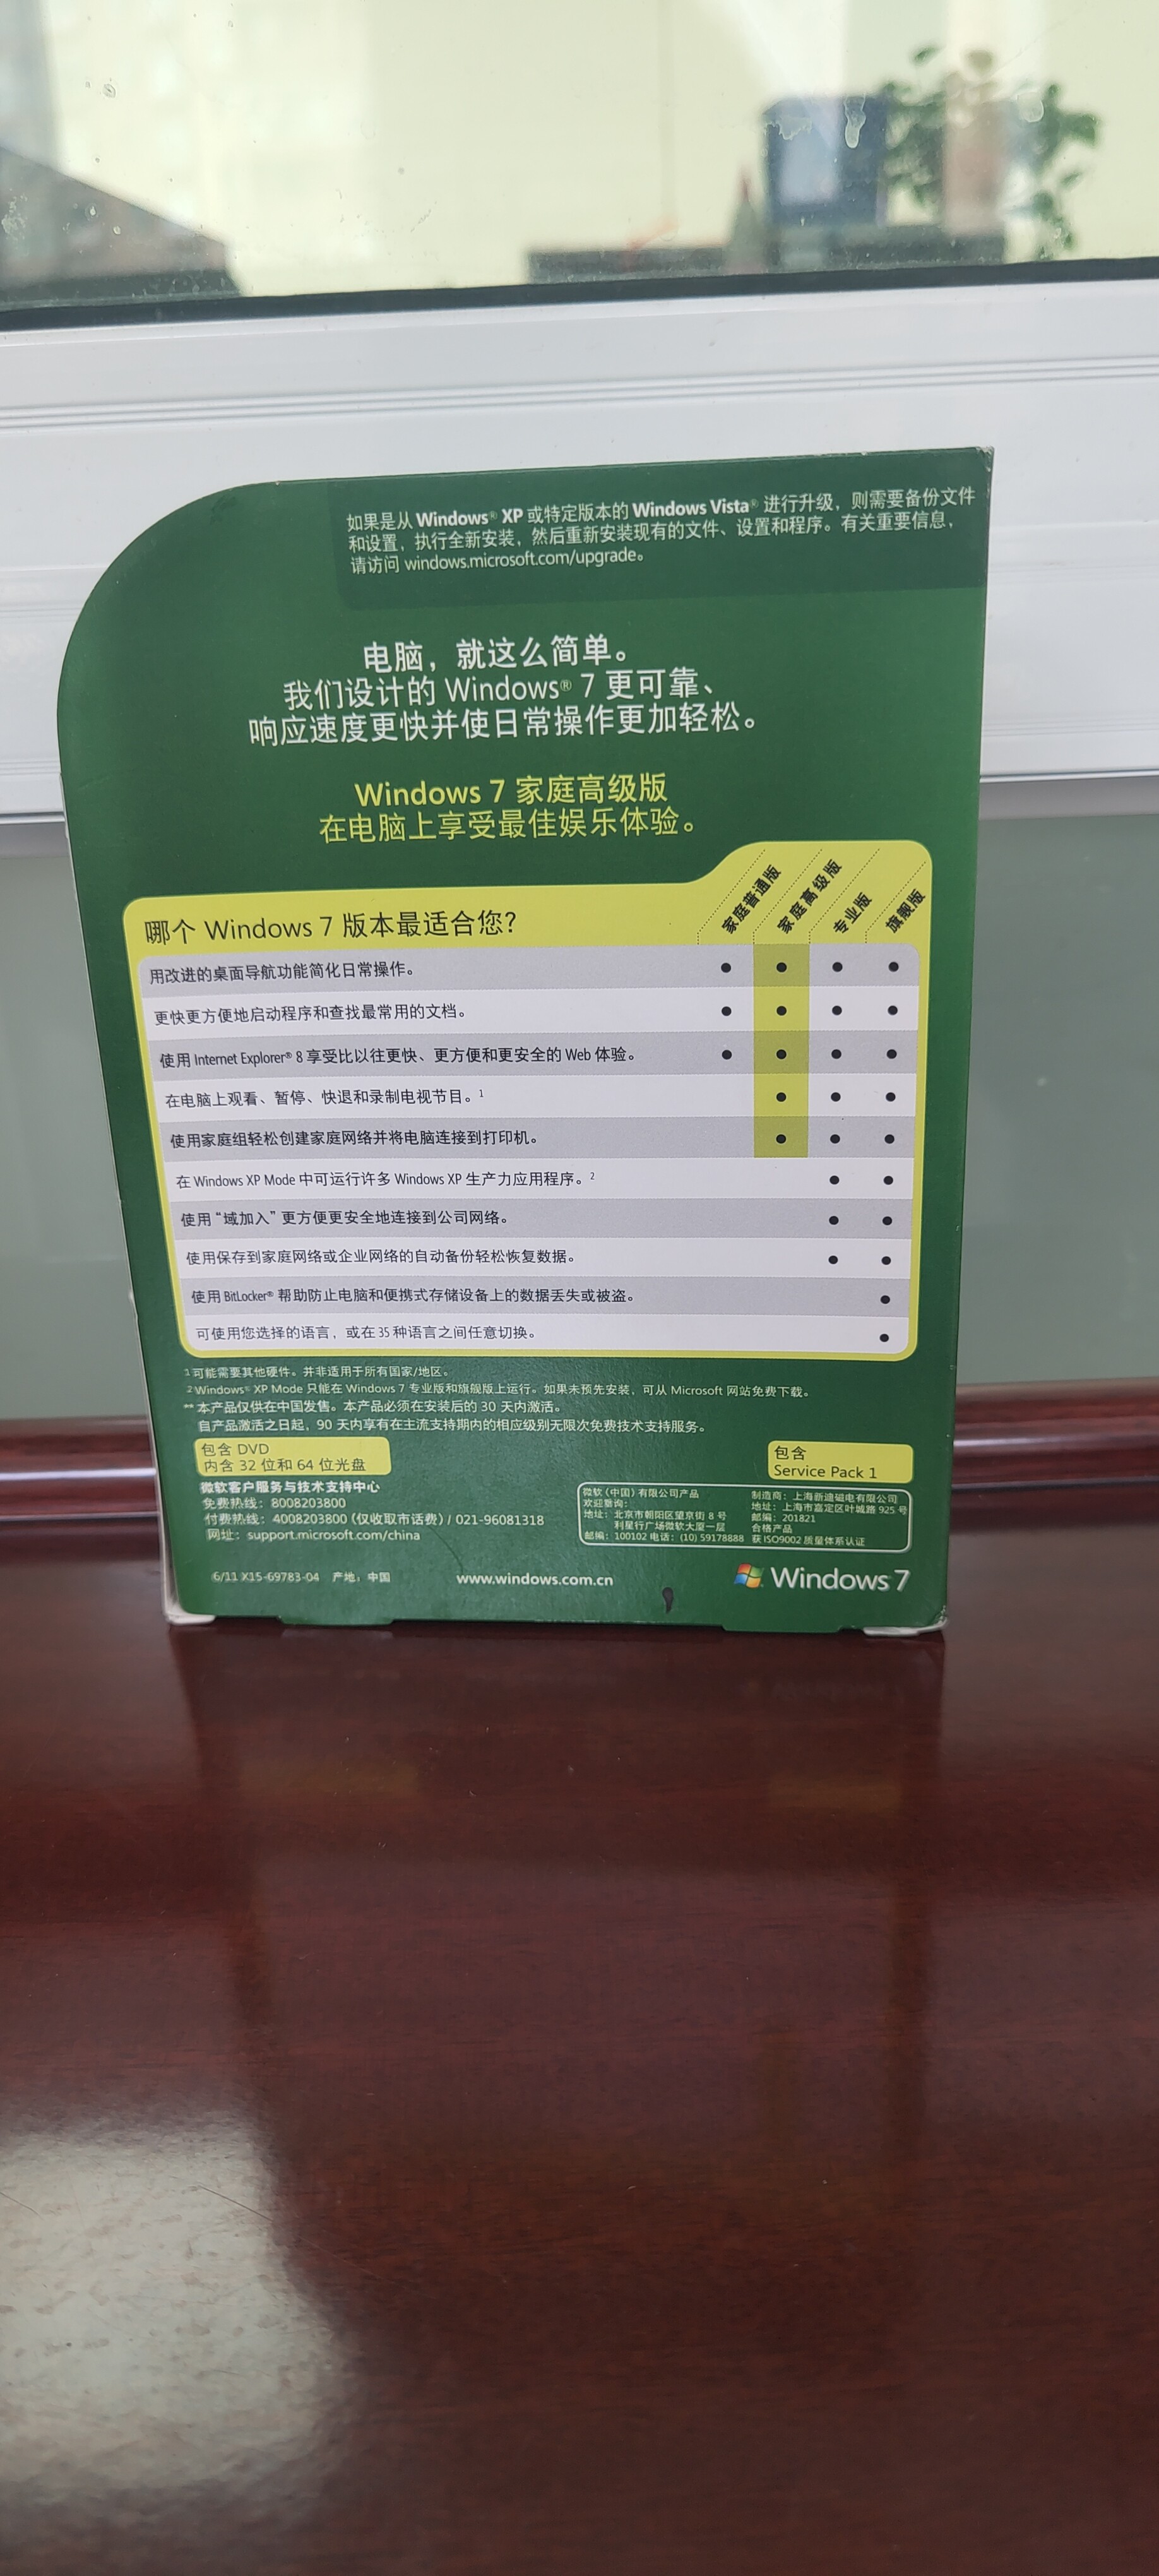 如果是从 Windows® XP 或特定版本的 Windows Vista® 进行升级，则需要备份文件
和设置，执行全新安装，然后重新安装现有的文件、设置和程序。有关重要信息，
请访问 windows.microsoft.com/upgrade。
电脑，就这么简单。
我们设计的 Windows® 7 更可靠、
响应速度更快并使日常操作更加轻松。
Windows 7 家庭高级版
在电脑上享受最佳娱乐体验。
哪个 Windows 7 版本最适合您?
家庭普通版
家庭高级版
专业版
旗舰版
用改进的桌面导航功能简化日常操作。 ● ● ● ●
更快更方便地启动程序和查找最常用的文档。 ● ● ● ●
使用 Internet Explorer® 8 享受比以往更快、更方便和更安全的 Web 体验。 ● ● ● ●
在电脑上观看、暂停、快退和录制电视节目。¹ ● ● ●
使用家庭组轻松创建家庭网络并将电脑连接到打印机。 ● ● ●
在 Windows XP Mode 中可运行许多 Windows XP 生产力应用程序。² ● ●
使用“域加入”更方便更安全地连接到公司网络。 ● ●
使用保存到家庭网络或企业网络的自动备份轻松恢复数据。 ● ●
使用 BitLocker® 帮助防止电脑和便携式存储设备上的数据丢失或被盗。 ●
可使用您选择的语言，或在 35 种语言之间任意切换。 ●
¹ 可能需要其他硬件。并非适用于所有国家/地区。
² Windows® XP Mode 只能在 Windows 7 专业版和旗舰版上运行。如果未预先安装，可从 Microsoft 网站免费下载。
** 本产品仅供在中国发售。本产品必须在安装后的 30 天内激活。
自产品激活之日起，90 天内享有在主流支持期内的相应级别无限次免费技术支持服务。
包含 DVD
内含 32 位和 64 位光盘
包含
Service Pack 1
微软客户服务与技术支持中心
免费热线：8008203800
付费热线：4008203800 (仅收取市话费) / 021-96081318
网址：support.microsoft.com/china
微软 (中国) 有限公司产品
欢迎垂询:
地址：北京市朝阳区望京街 8 号
利星行广场微软大厦一层
邮编：100102 电话：(10) 59178888
制造商：上海新迪磁电有限公司
地址：上海市嘉定区叶城路 925 号
邮编：201821
合格产品
获 ISO9002 质量体系认证
6/11 X15-69783-04 产地：中国
www.windows.com.cn
Windows 7